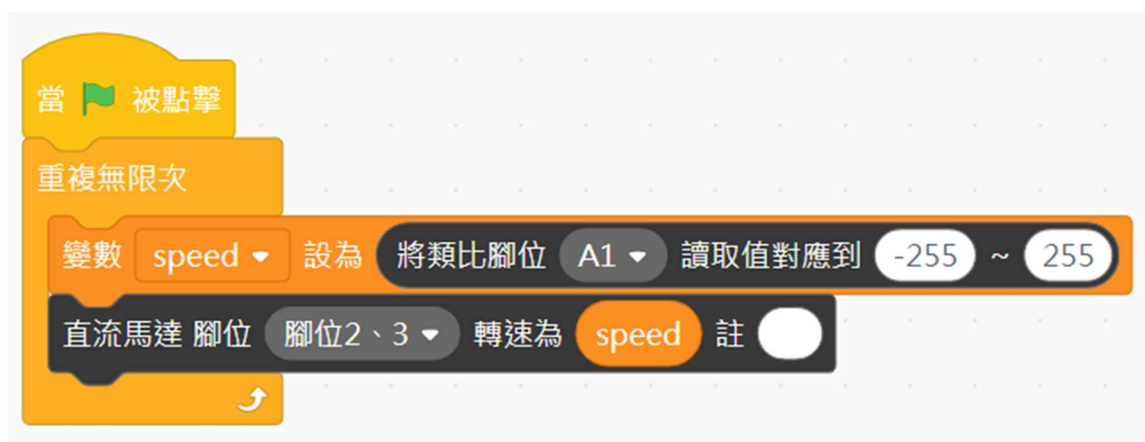 當 被點擊
重複無限次
變數 speed 設為 將類比腳位 A1 讀取值對應到 -255 ~ 255
直流馬達 腳位 腳位2、3 轉速為 speed 註